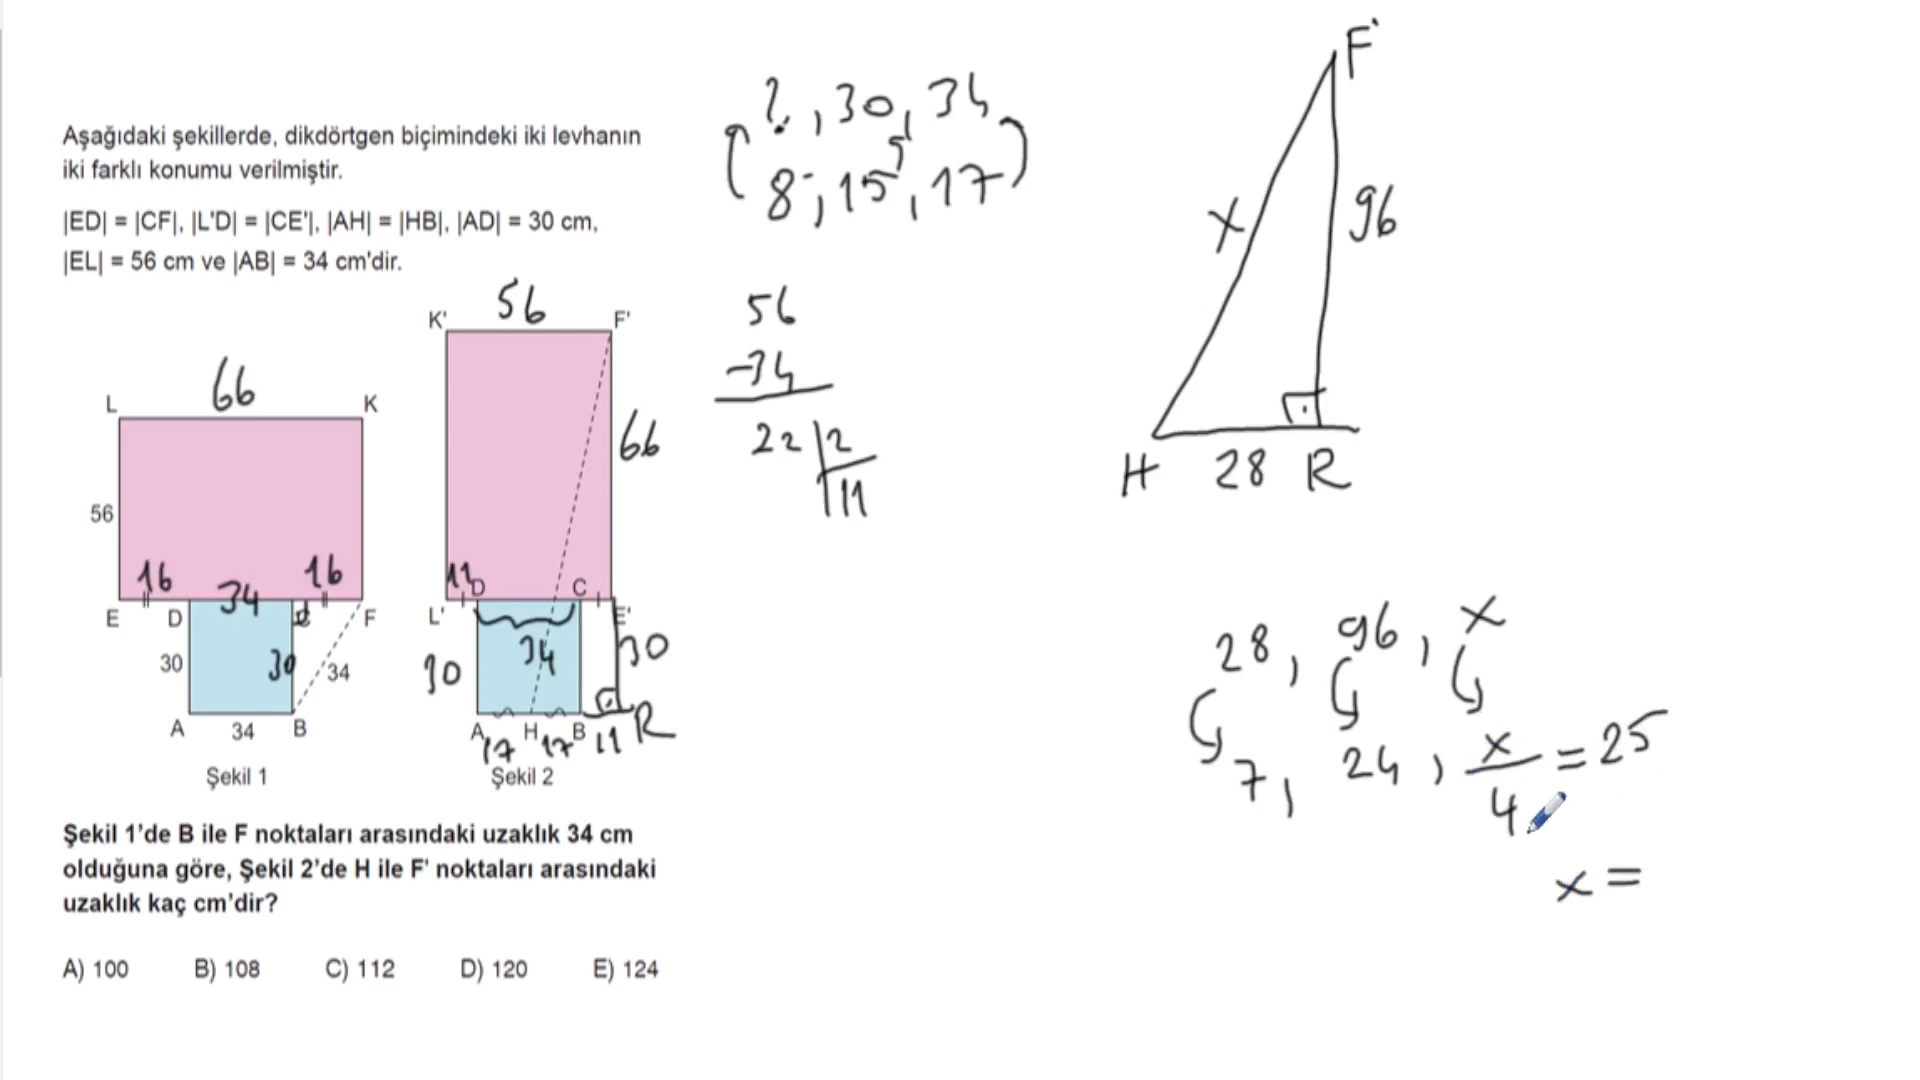 Aşağıdaki şekillerde, dikdörtgen biçimindeki iki levhanın
iki farklı konumu verilmiştir.
|ED| = |CF|, |L'D| = |CE'|, |AH| = |HB|, |AD| = 30 cm,
|EL| = 56 cm ve |AB| = 34 cm'dir.
L 66 K
56
16 34 16
E D C F
30 30 34
A 34 B
Şekil 1
K' 56 F'
66
11 D C
L' E'
30 34 30
A H B R
17 17 11
Şekil 2
Şekil 1'de B ile F noktaları arasındaki uzaklık 34 cm
olduğuna göre, Şekil 2'de H ile F' noktaları arasındaki
uzaklık kaç cm'dir?
A) 100 B) 108 C) 112 D) 120 E) 124
?, 30, 34
8, 15, 17
56
-34
22 2
11
F'
x 96
H 28 R
28, 96, x
7, 24, x/4 = 25
x =